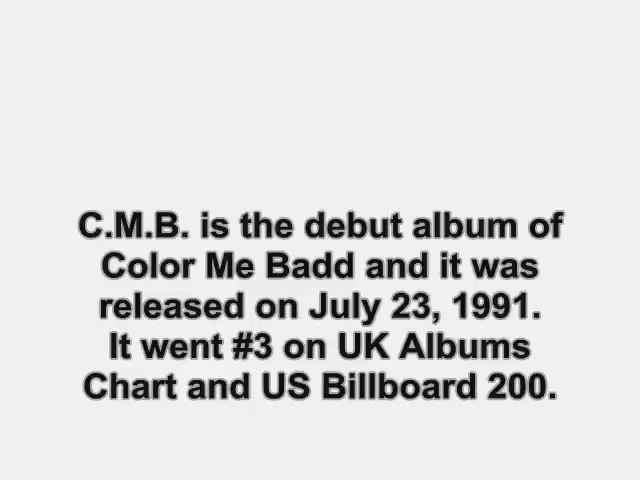 C.M.B. is the debut album of
Color Me Badd and it was
released on July 23, 1991.
It went #3 on UK Albums
Chart and US Billboard 200.